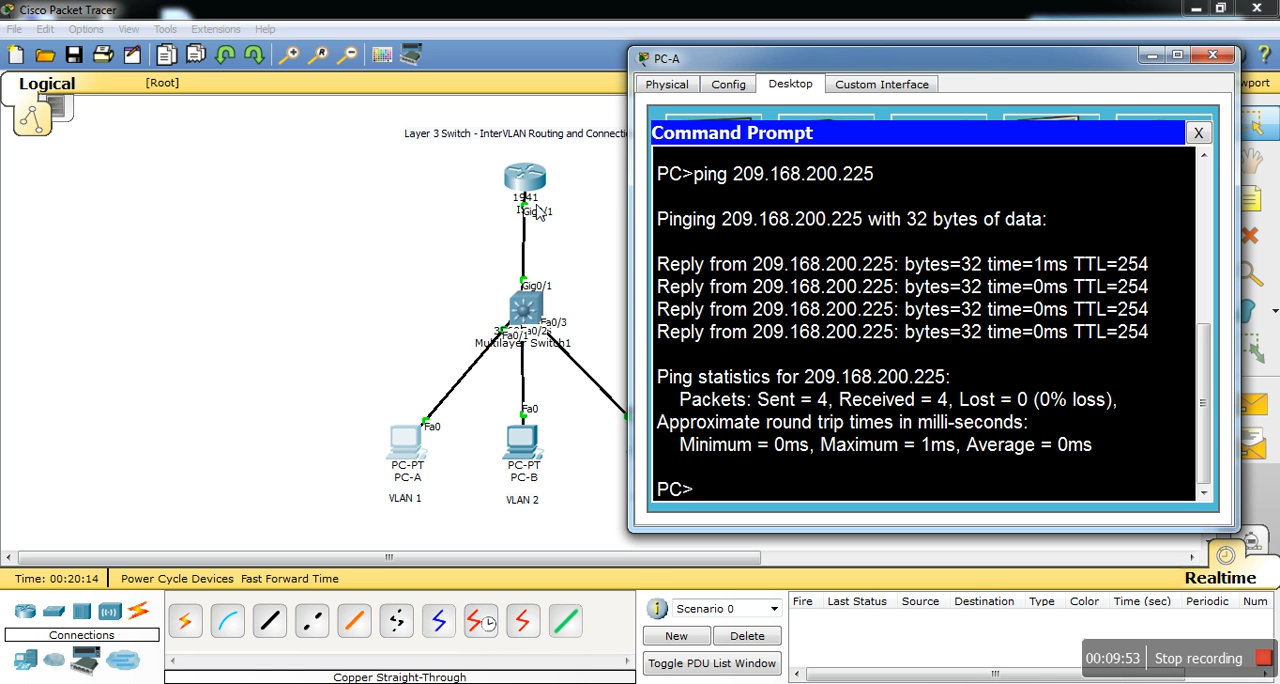 Cisco Packet Tracer
File Edit Options View Tools Extensions Help
Logical
[Root]
Layer 3 Switch - InterVLAN Routing and
1941
Gig0/1
Fa0/3
Fa0/1
Multilayer Switch1
Fa0
Fa0
PC-PT
PC-A
VLAN 1
PC-PT
PC-B
VLAN 2
PC-A
Physical Config Desktop Custom Interface
Command Prompt X
PC>ping 209.168.200.225
Pinging 209.168.200.225 with 32 bytes of data:
Reply from 209.168.200.225: bytes=32 time=1ms TTL=254
Reply from 209.168.200.225: bytes=32 time=0ms TTL=254
Reply from 209.168.200.225: bytes=32 time=0ms TTL=254
Reply from 209.168.200.225: bytes=32 time=0ms TTL=254
Ping statistics for 209.168.200.225:
Packets: Sent = 4, Received = 4, Lost = 0 (0% loss),
Approximate round trip times in milli-seconds:
Minimum = 0ms, Maximum = 1ms, Average = 0ms
PC>
Time: 00:20:14 Power Cycle Devices Fast Forward Time
Realtime
Connections
Copper Straight-Through
Scenario 0
New Delete
Toggle PDU List Window
Fire Last Status Source Destination Type Color Time (sec) Periodic Num
00:09:53 Stop recording